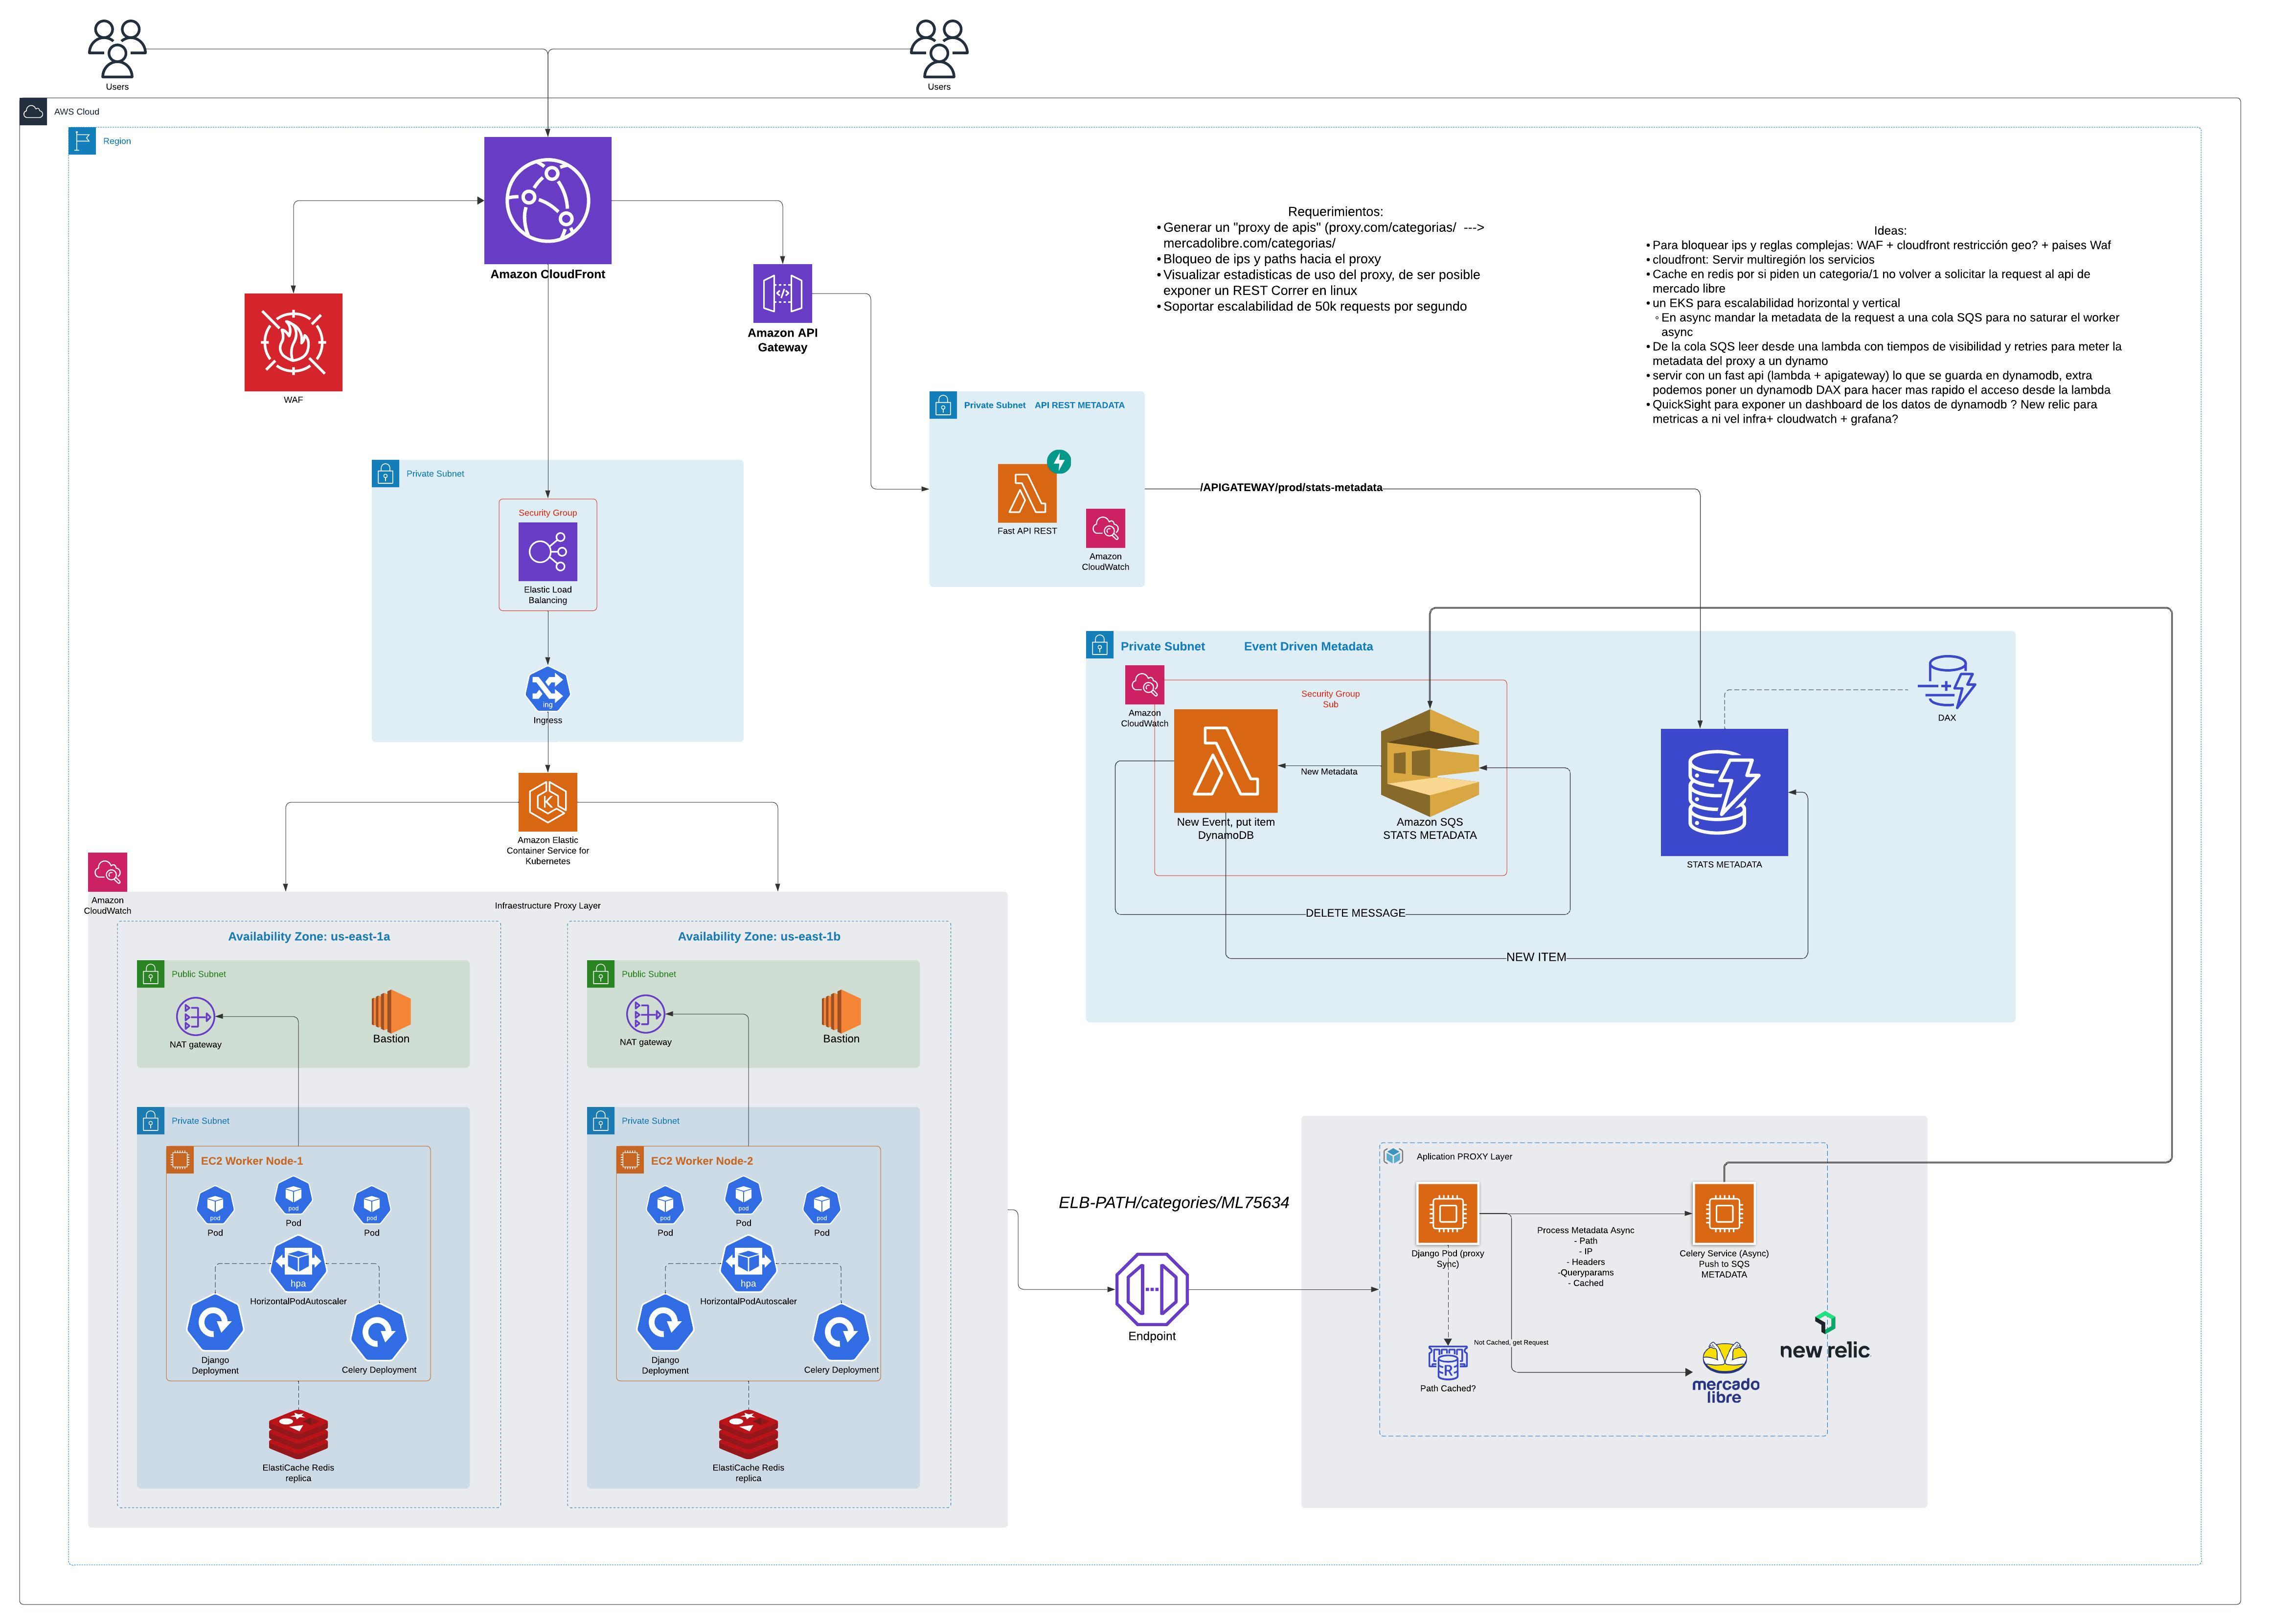 Users
Users
AWS Cloud
Region
Amazon CloudFront
WAF
Amazon API
Gateway
Requerimientos:
• Generar un "proxy de apis" (proxy.com/categorias/ --->
mercadolibre.com/categorias/
• Bloqueo de ips y paths hacia el proxy
• Visualizar estadisticas de uso del proxy, de ser posible
exponer un REST Correr en linux
• Soportar escalabilidad de 50k requests por segundo
Ideas:
• Para bloquear ips y reglas complejas: WAF + cloudfront restricción geo? + paises Waf
• cloudfront: Servir multiregión los servicios
• Cache en redis por si piden un categoria/1 no volver a solicitar la request al api de
mercado libre
• un EKS para escalabilidad horizontal y vertical
◦ En async mandar la metadata de la request a una cola SQS para no saturar el worker
async
• De la cola SQS leer desde una lambda con tiempos de visibilidad y retries para meter la
metadata del proxy a un dynamo
• servir con un fast api (lambda + apigateway) lo que se guarda en dynamodb, extra
podemos poner un dynamodb DAX para hacer mas rapido el acceso desde la lambda
• QuickSight para exponer un dashboard de los datos de dynamodb ? New relic para
metricas a ni vel infra+ cloudwatch + grafana?
Private Subnet API REST METADATA
Fast API REST
Amazon
CloudWatch
/APIGATEWAY/prod/stats-metadata
Private Subnet
Security Group
Elastic Load
Balancing
ing
Ingress
Amazon Elastic
Container Service for
Kubernetes
Private Subnet Event Driven Metadata
Amazon
CloudWatch
Security Group
Sub
New Metadata
New Event, put item
DynamoDB
Amazon SQS
STATS METADATA
DAX
STATS METADATA
DELETE MESSAGE
NEW ITEM
Amazon
CloudWatch
Infraestructure Proxy Layer
Availability Zone: us-east-1a
Public Subnet
NAT gateway
Bastion
Private Subnet
EC2 Worker Node-1
pod
Pod
pod
Pod
pod
Pod
hpa
HorizontalPodAutoscaler
Django
Deployment
Celery Deployment
ElastiCache Redis
replica
Availability Zone: us-east-1b
Public Subnet
NAT gateway
Bastion
Private Subnet
EC2 Worker Node-2
pod
Pod
pod
Pod
pod
Pod
hpa
HorizontalPodAutoscaler
Django
Deployment
Celery Deployment
ElastiCache Redis
replica
ELB-PATH/categories/ML75634
Endpoint
Aplication PROXY Layer
Django Pod (proxy
Sync)
Process Metadata Async
- Path
- IP
- Headers
-Queryparams
- Cached
Celery Service (Async)
Push to SQS
METADATA
Not Cached, get Request
R
Path Cached?
mercado
libre
new relic